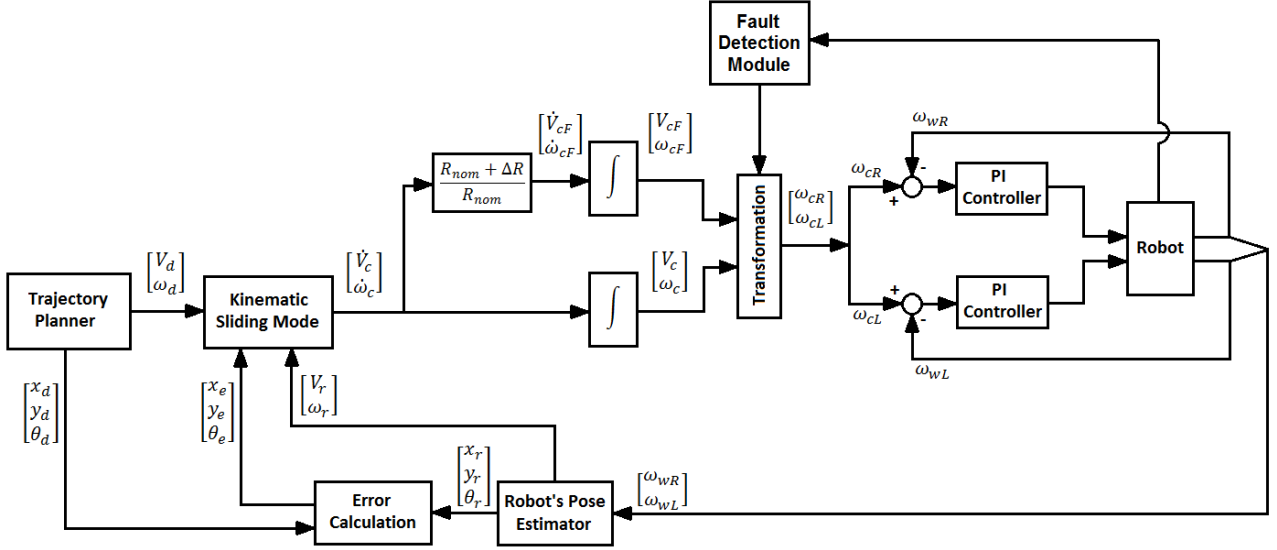 Fault
Detection
Module
[V̇_cF
ω̇_cF]
[V_cF
ω_cF]
R_nom + ΔR
R_nom
∫
Transformation
[ω_cR
ω_cL]
ω_wR
ω_cR
-
+
PI
Controller
Robot
[V_d
ω_d]
[V̇_c
ω̇_c]
[V_c
ω_c]
∫
+
-
ω_cL
PI
Controller
ω_wL
Trajectory
Planner
Kinematic
Sliding Mode
[x_d
y_d
θ_d]
[x_e
y_e
θ_e]
[V_r
ω_r]
[x_r
y_r
θ_r]
[ω_wR
ω_wL]
Error
Calculation
Robot's Pose
Estimator